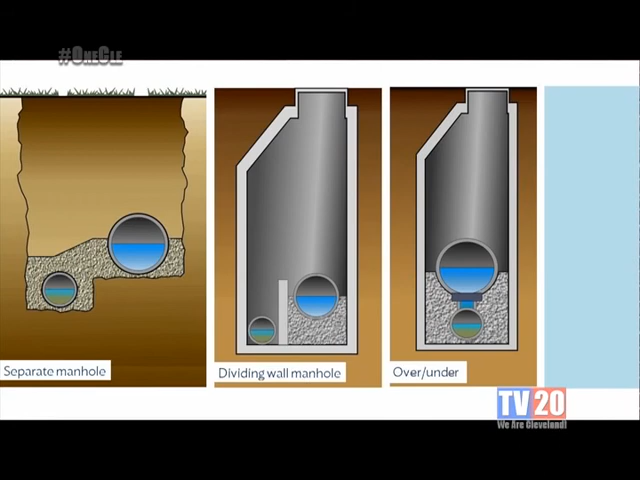 #OneCle
Separate manhole
Dividing wall manhole
Over/under
TV20
We Are Cleveland!